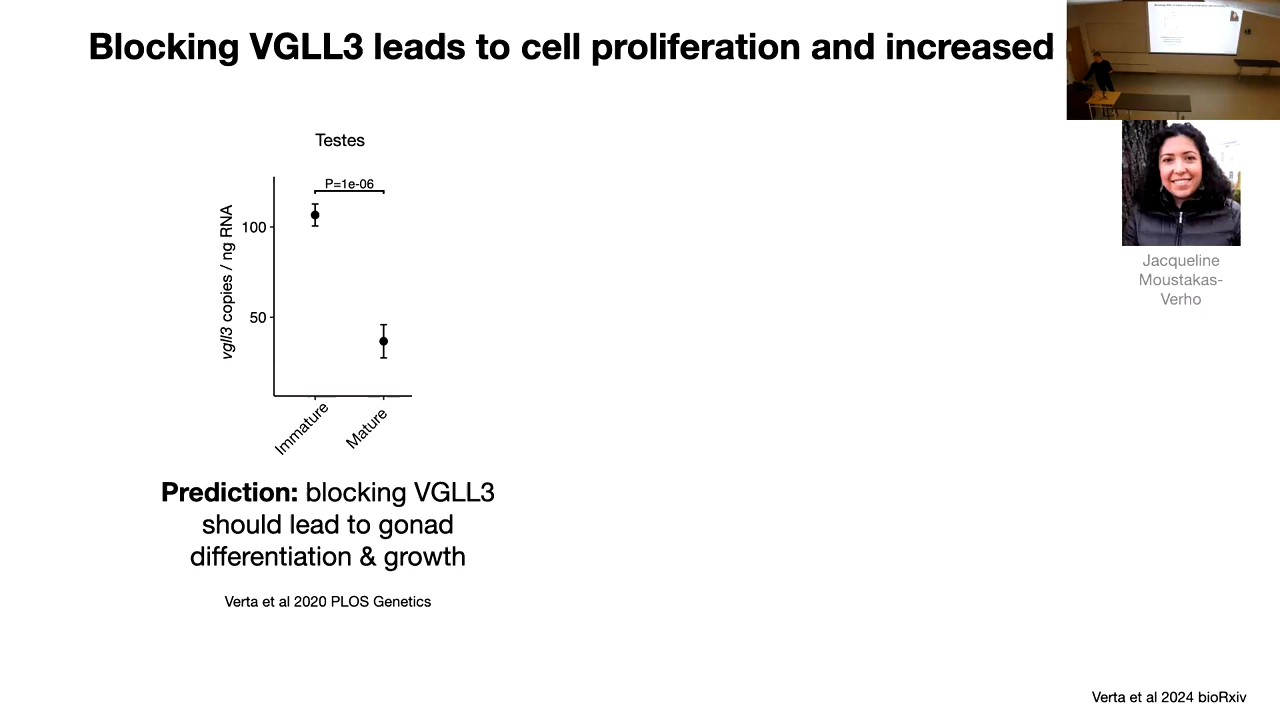 Blocking VGLL3 leads to cell proliferation and increased
Testes
P=1e-06
vgll3 copies / ng RNA
100
50
Immature
Mature
Prediction: blocking VGLL3
should lead to gonad
differentiation & growth
Verta et al 2020 PLOS Genetics
Jacqueline
Moustakas-
Verho
Verta et al 2024 bioRxiv